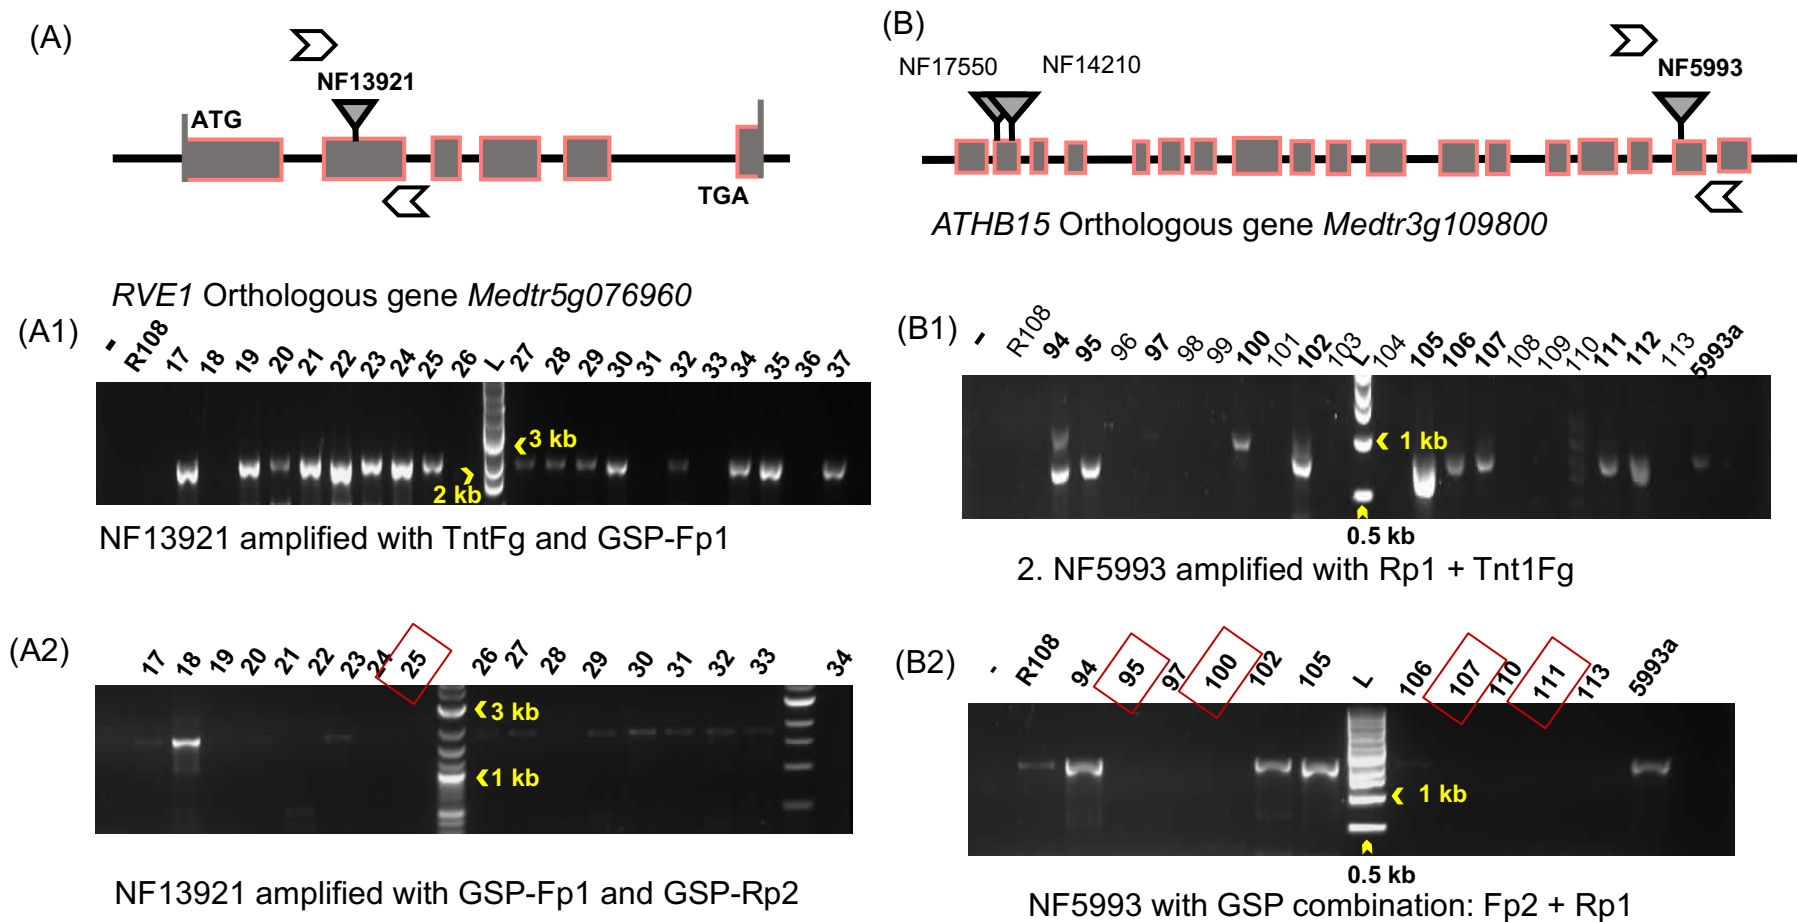 (A)
NF13921
ATG
TGA
RVE1 Orthologous gene Medtr5g076960
(B)
NF17550 NF14210
NF5993
ATHB15 Orthologous gene Medtr3g109800
(A1)
- R108 17 18 19 20 21 22 23 24 25 26 L 27 28 29 30 31 32 33 34 35 36 37
3 kb
2 kb
NF13921 amplified with TntFg and GSP-Fp1
(B1)
- R108 94 95 96 97 98 99 100 101 102 103 L 104 105 106 107 108 109 110 111 112 113 5993a
1 kb
0.5 kb
2. NF5993 amplified with Rp1 + Tnt1Fg
(A2)
17 18 19 20 21 22 23 24 25 26 27 28 29 30 31 32 33 34
3 kb
1 kb
NF13921 amplified with GSP-Fp1 and GSP-Rp2
(B2)
- R108 94 95 97 100 102 105 L 106 107 110 111 113 5993a
1 kb
0.5 kb
NF5993 with GSP combination: Fp2 + Rp1